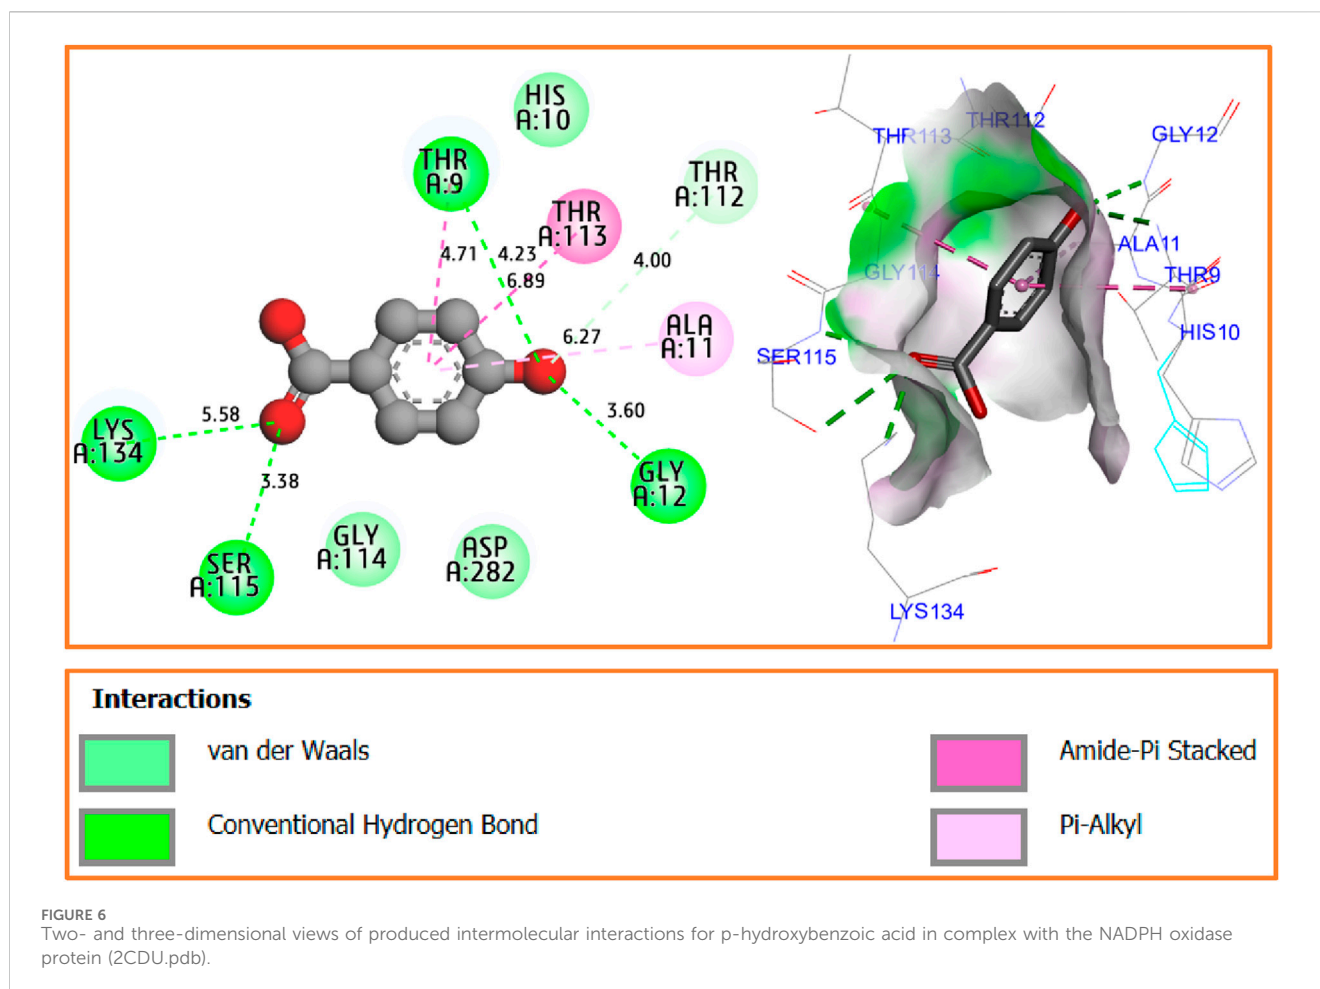 HIS
A:10
THR
A:9
THR
A:112
THR
A:113
4.71
4.23
6.89
4.00
6.27
ALA
A:11
3.60
5.58
LYS
A:134
3.38
GLY
A:12
SER
A:115
GLY
A:114
ASP
A:282
THR113
THR112
GLY12
ALA11
GLY114
THR9
HIS10
SER115
LYS134
Interactions
van der Waals
Conventional Hydrogen Bond
Amide-Pi Stacked
Pi-Alkyl
FIGURE 6
Two- and three-dimensional views of produced intermolecular interactions for p-hydroxybenzoic acid in complex with the NADPH oxidase
protein (2CDU.pdb).